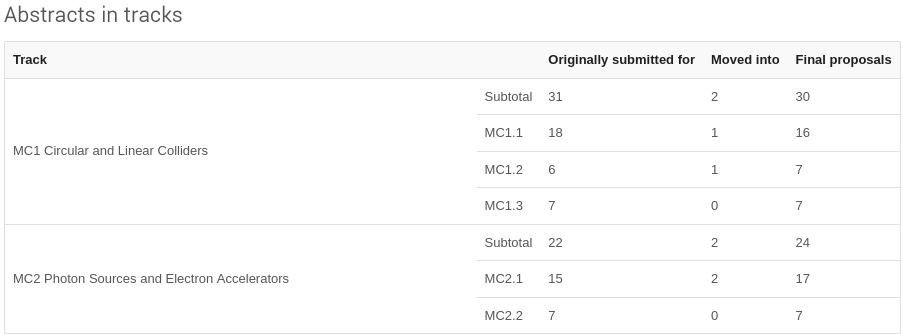 Abstracts in tracks
Track Originally submitted for Moved into Final proposals
MC1 Circular and Linear Colliders
Subtotal 31 2 30
MC1.1 18 1 16
MC1.2 6 1 7
MC1.3 7 0 7
MC2 Photon Sources and Electron Accelerators
Subtotal 22 2 24
MC2.1 15 2 17
MC2.2 7 0 7